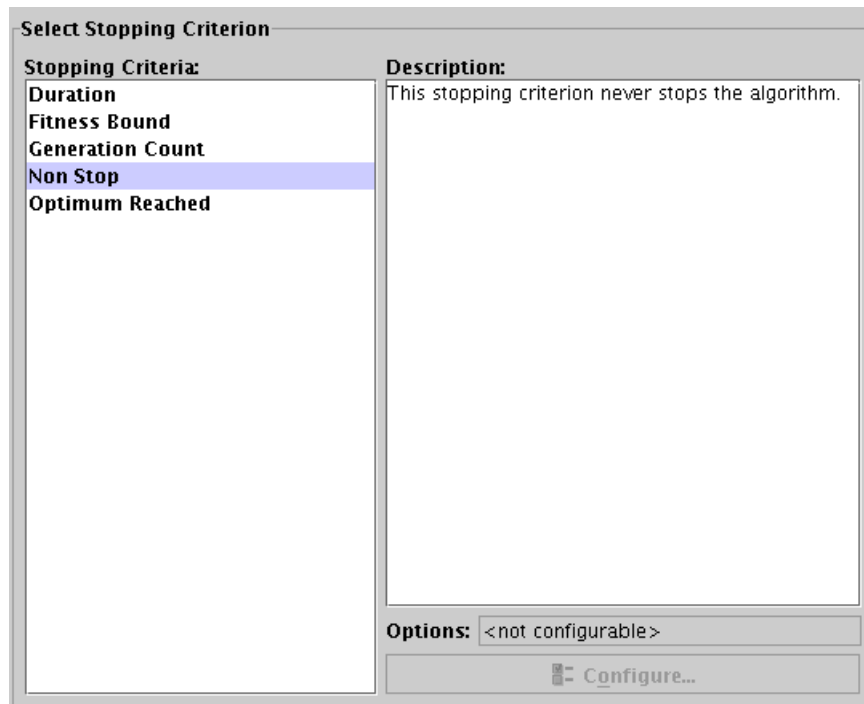 Select Stopping Criterion
Stopping Criteria:
Duration
Fitness Bound
Generation Count
Non Stop
Optimum Reached
Description:
This stopping criterion never stops the algorithm.
Options: <not configurable>
Configure...